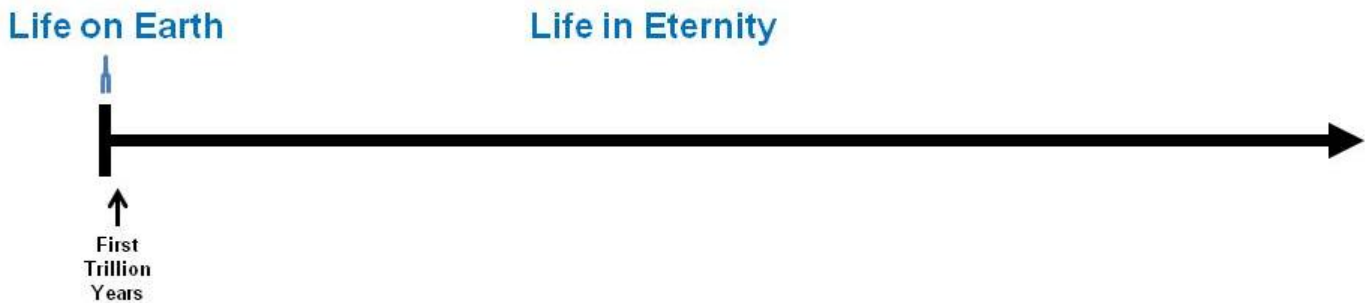 Life on Earth
Life in Eternity
First
Trillion
Years